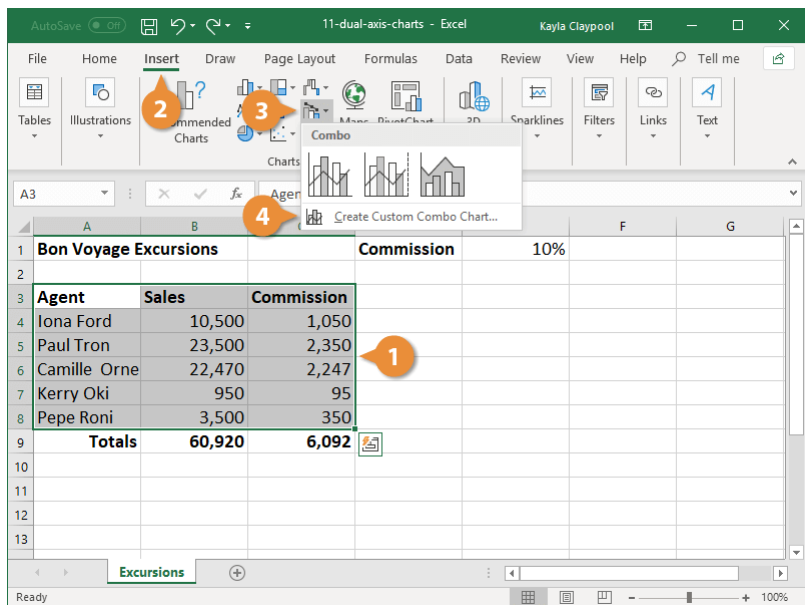 AutoSave Off 11-dual-axis-charts - Excel Kayla Claypool
File Home Insert Draw Page Layout Formulas Data Review View Help Tell me
2 3
Tables Illustrations Charts Maps PivotChart 3D Sparklines Filters Links Text
Charts
Combo
4 Create Custom Combo Chart...
A3 fx Agen
A B F G
1 Bon Voyage Excursions Commission 10%
2
3 Agent Sales Commission
4 Iona Ford 10,500 1,050
5 Paul Tron 23,500 2,350
1
6 Camille Orne 22,470 2,247
7 Kerry Oki 950 95
8 Pepe Roni 3,500 350
9 Totals 60,920 6,092
10
11
12
13
Excursions
Ready 100%